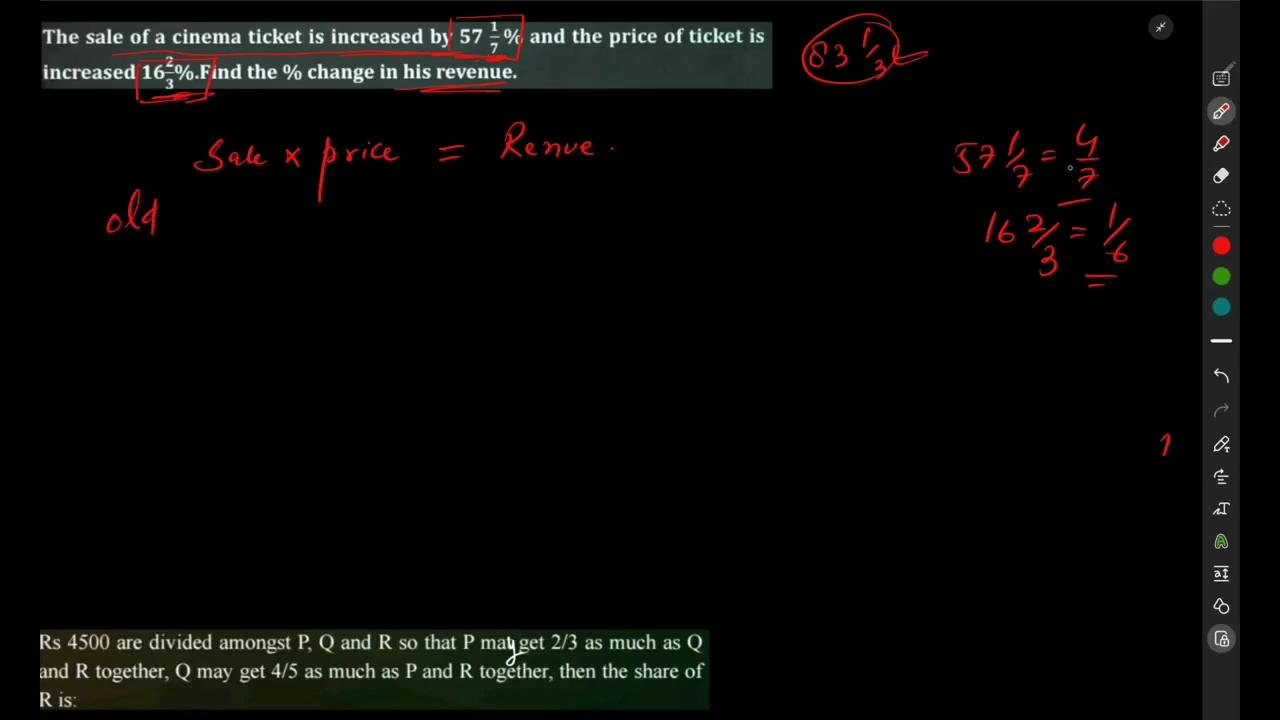 The sale of a cinema ticket is increased by 57 1/7% and the price of ticket is
increased 16 2/3%.Find the % change in his revenue.
83 1/3
Sale × price = Renue.
57 1/7 = 4/7
old
16 2/3 = 1/6
1
Rs 4500 are divided amongst P, Q and R so that P may get 2/3 as much as Q
and R together, Q may get 4/5 as much as P and R together, then the share of
R is: